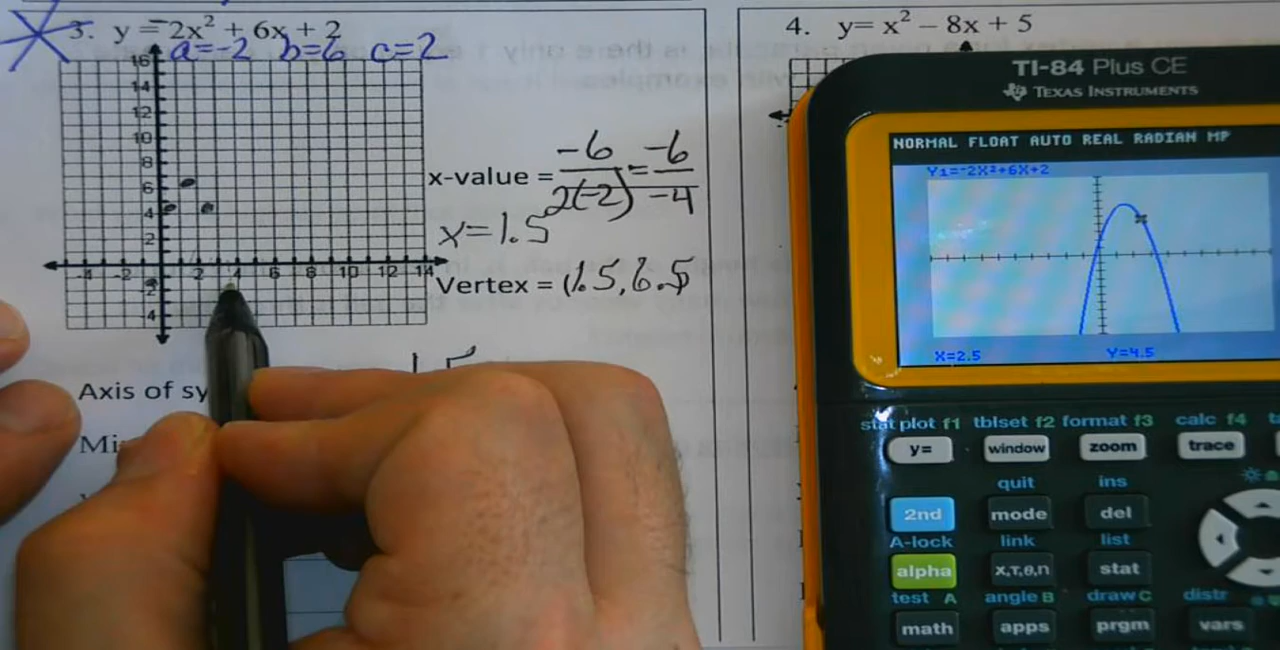 3. y = -2x² + 6x + 2
a=-2 b=6 c=2
16
14
12
10
8
6
4
2
-4 -2 2 4 6 8 10 12 14
2
4
x-value = -6/2(-2) = -6/-4
x=1.5
Vertex = (1.5, 6.5)
Axis of sy
Mi
4. y= x² – 8x + 5
TI-84 Plus CE
TEXAS INSTRUMENTS
NORMAL FLOAT AUTO REAL RADIAN MP
Y1=-2X²+6X+2
X=2.5 Y=4.5
stat plot f1 tblset f2 format f3 calc f4
y= window zoom trace
quit ins
2nd mode del
A-lock link list
alpha X,T,θ,n stat
test A angle B draw C distr
math apps prgm vars